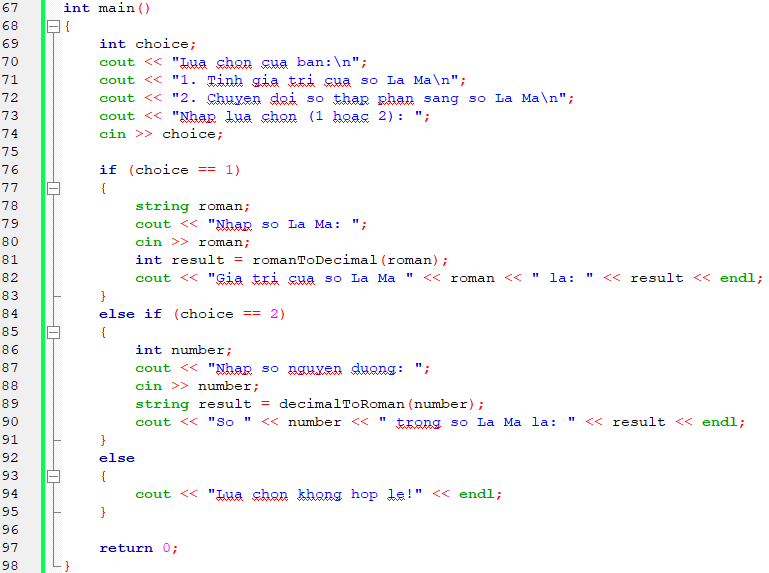 67 int main()
68 {
69 int choice;
70 cout << "Lua chon cua ban:\n";
71 cout << "1. Tinh gia tri cua so La Ma\n";
72 cout << "2. Chuyen doi so thap phan sang so La Ma\n";
73 cout << "Nhap lua chon (1 hoac 2): ";
74 cin >> choice;
75
76 if (choice == 1)
77 {
78 string roman;
79 cout << "Nhap so La Ma: ";
80 cin >> roman;
81 int result = romanToDecimal(roman);
82 cout << "Gia tri cua so La Ma " << roman << " la: " << result << endl;
83 }
84 else if (choice == 2)
85 {
86 int number;
87 cout << "Nhap so nguyen duong: ";
88 cin >> number;
89 string result = decimalToRoman(number);
90 cout << "So " << number << " trong so La Ma la: " << result << endl;
91 }
92 else
93 {
94 cout << "Lua chon khong hop le!" << endl;
95 }
96
97 return 0;
98 }